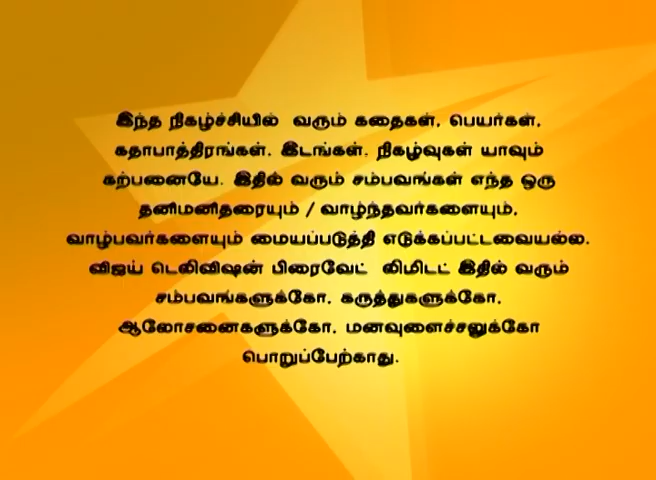 இந்த நிகழ்ச்சியில் வரும் கதைகள், பெயர்கள்,
கதாபாத்திரங்கள், இடங்கள், நிகழ்வுகள் யாவும்
கற்பனையே. இதில் வரும் சம்பவங்கள் எந்த ஒரு
தனிமனிதரையும் / வாழ்ந்தவர்களையும்,
வாழ்பவர்களையும் மையப்படுத்தி எடுக்கப்பட்டவையல்ல.
விஜய் டெலிவிஷன் பிரைவேட் லிமிடட் இதில் வரும்
சம்பவங்களுக்கோ, கருத்துகளுக்கோ,
ஆலோசனைகளுக்கோ, மனவுளைச்சலுக்கோ
பொறுப்பேற்காது.